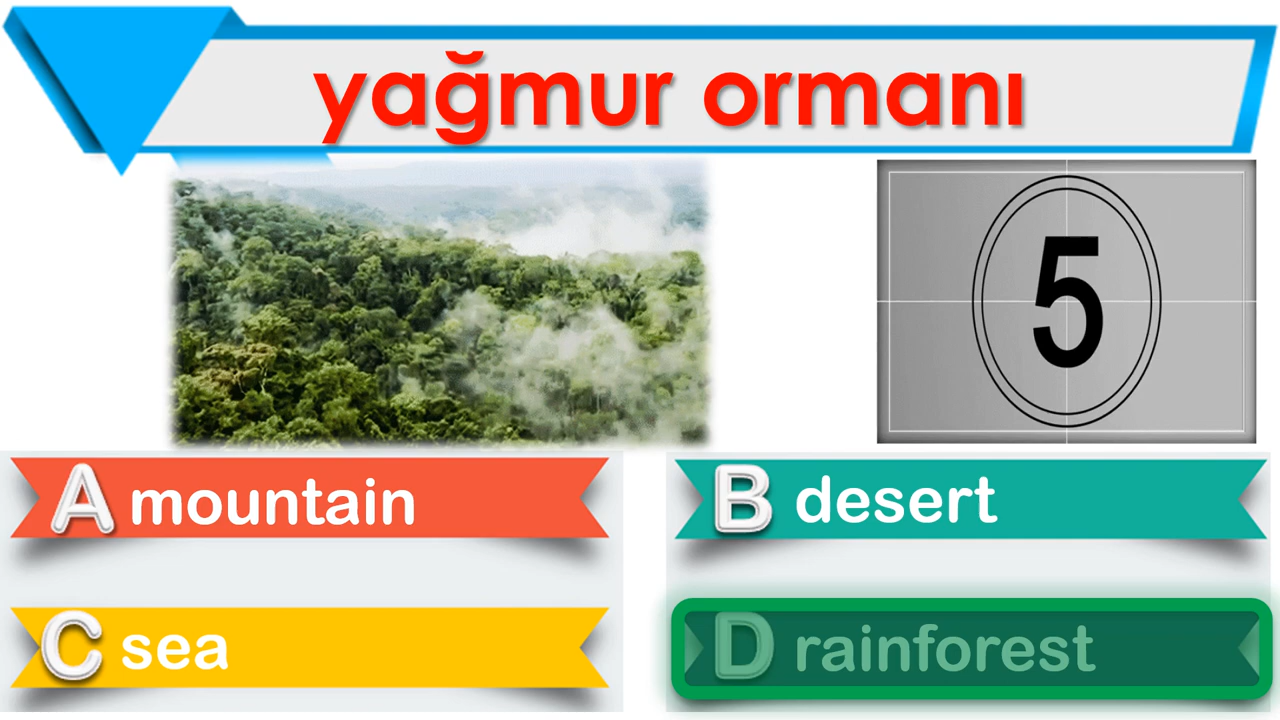 yağmur ormanı
5
A mountain
B desert
C sea
D rainforest